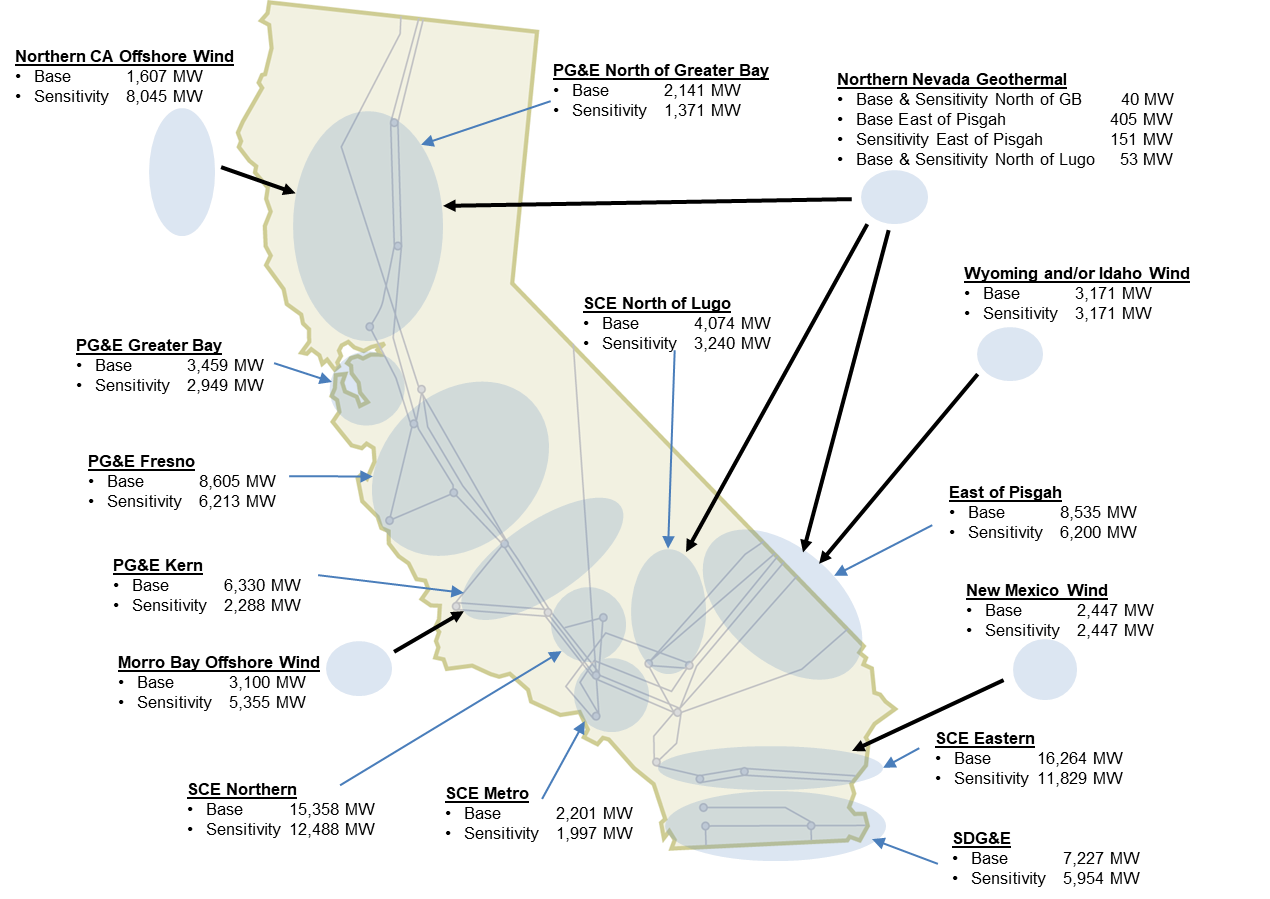 Northern CA Offshore Wind
• Base 1,607 MW
• Sensitivity 8,045 MW
PG&E North of Greater Bay
• Base 2,141 MW
• Sensitivity 1,371 MW
Northern Nevada Geothermal
• Base & Sensitivity North of GB 40 MW
• Base East of Pisgah 405 MW
• Sensitivity East of Pisgah 151 MW
• Base & Sensitivity North of Lugo 53 MW
Wyoming and/or Idaho Wind
• Base 3,171 MW
• Sensitivity 3,171 MW
SCE North of Lugo
• Base 4,074 MW
• Sensitivity 3,240 MW
PG&E Greater Bay
• Base 3,459 MW
• Sensitivity 2,949 MW
PG&E Fresno
• Base 8,605 MW
• Sensitivity 6,213 MW
East of Pisgah
• Base 8,535 MW
• Sensitivity 6,200 MW
PG&E Kern
• Base 6,330 MW
• Sensitivity 2,288 MW
New Mexico Wind
• Base 2,447 MW
• Sensitivity 2,447 MW
Morro Bay Offshore Wind
• Base 3,100 MW
• Sensitivity 5,355 MW
SCE Eastern
• Base 16,264 MW
• Sensitivity 11,829 MW
SCE Northern
• Base 15,358 MW
• Sensitivity 12,488 MW
SCE Metro
• Base 2,201 MW
• Sensitivity 1,997 MW
SDG&E
• Base 7,227 MW
• Sensitivity 5,954 MW